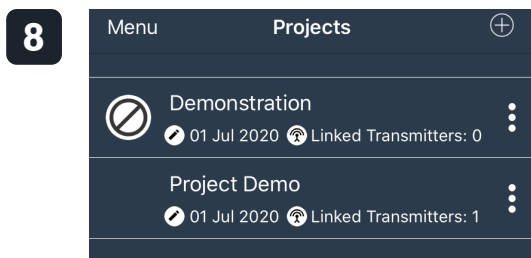 8
Menu Projects
Demonstration
01 Jul 2020 Linked Transmitters: 0
Project Demo
01 Jul 2020 Linked Transmitters: 1